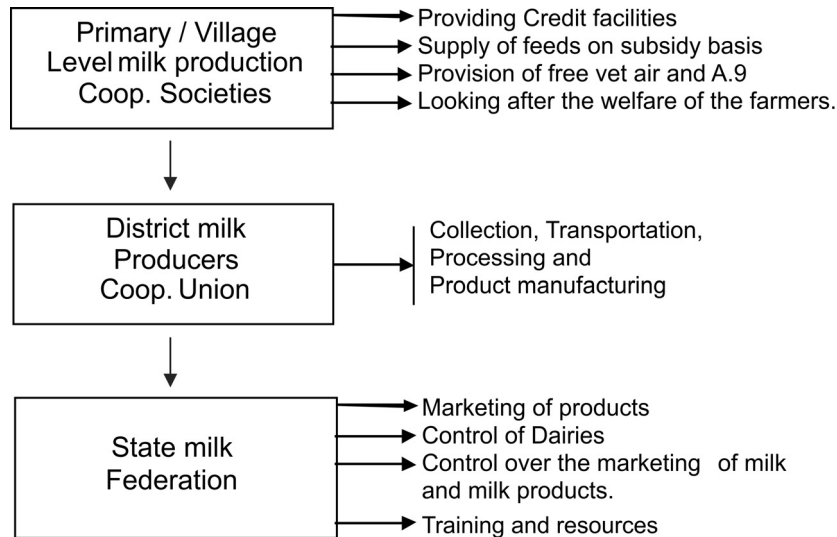 Primary / Village
Level milk production
Coop. Societies
Providing Credit facilities
Supply of feeds on subsidy basis
Provision of free vet air and A.9
Looking after the welfare of the farmers.
District milk
Producers
Coop. Union
Collection, Transportation,
Processing and
Product manufacturing
State milk
Federation
Marketing of products
Control of Dairies
Control over the marketing of milk
and milk products.
Training and resources